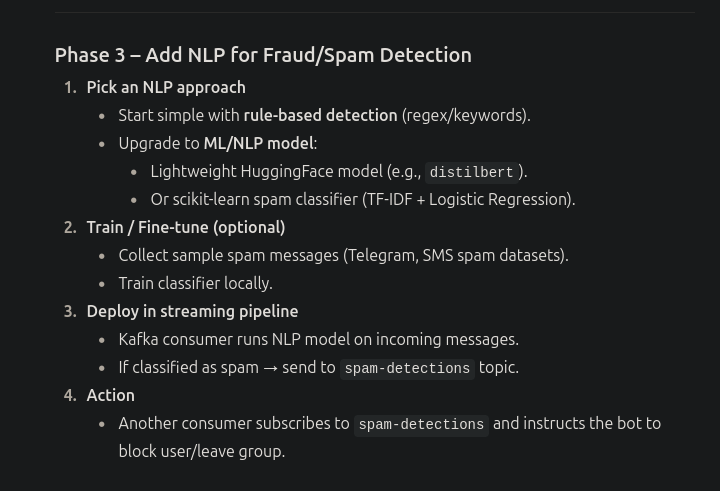 Phase 3 – Add NLP for Fraud/Spam Detection
1. Pick an NLP approach
• Start simple with rule-based detection (regex/keywords).
• Upgrade to ML/NLP model:
• Lightweight HuggingFace model (e.g., distilbert ).
• Or scikit-learn spam classifier (TF-IDF + Logistic Regression).
2. Train / Fine-tune (optional)
• Collect sample spam messages (Telegram, SMS spam datasets).
• Train classifier locally.
3. Deploy in streaming pipeline
• Kafka consumer runs NLP model on incoming messages.
• If classified as spam → send to spam-detections topic.
4. Action
• Another consumer subscribes to spam-detections and instructs the bot to
block user/leave group.